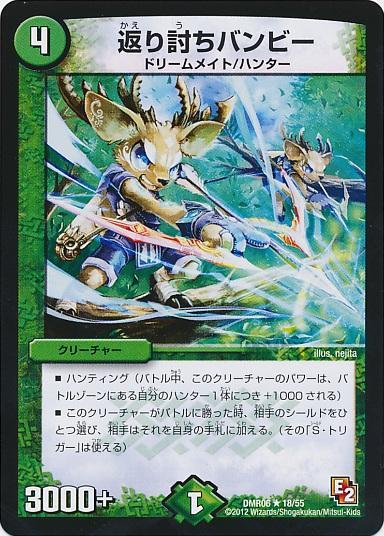 4
かえ う
返り討ちバンビー
ドリームメイト/ハンター
illus. nejita
クリーチャー
■ ハンティング（バトル中、このクリーチャーのパワーは、バ
トルゾーンにある自分のハンター1体につき+1000される）
■ このクリーチャーがバトルに勝った時、相手のシールドをひ
とつ選び、相手はそれを自身の手札に加える。（その「S・トリ
ガー」は使える）
3000+
1
DMR06 ★ 18/55
©2012 Wizards/Shogakukan/Mitsui-Kids
E2